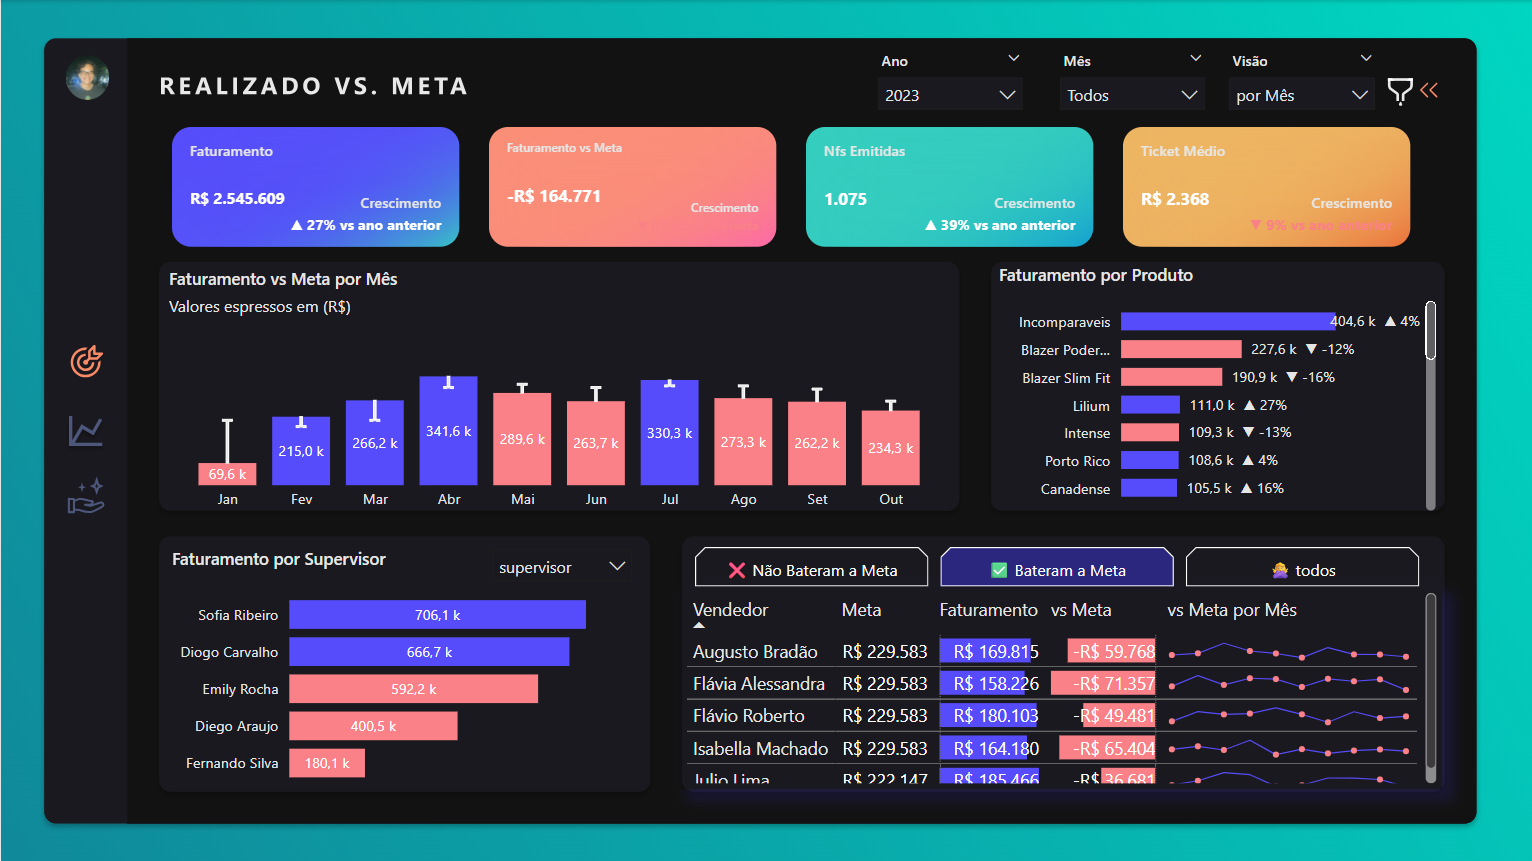 REALIZADO VS. META
Ano
2023
Mês
Todos
Visão
por Mês
Faturamento
R$ 2.545.609
Crescimento
▲ 27% vs ano anterior
Faturamento vs Meta
-R$ 164.771
Crescimento
Nfs Emitidas
1.075
Crescimento
▲ 39% vs ano anterior
Ticket Médio
R$ 2.368
Crescimento
▼ 9% vs ano anterior
Faturamento vs Meta por Mês
Valores espressos em (R$)
69,6 k 215,0 k 266,2 k 341,6 k 289,6 k 263,7 k 330,3 k 273,3 k 262,2 k 234,3 k
Jan Fev Mar Abr Mai Jun Jul Ago Set Out
Faturamento por Produto
Incomparaveis 404,6 k ▲ 4%
Blazer Poder... 227,6 k ▼ -12%
Blazer Slim Fit 190,9 k ▼ -16%
Lilium 111,0 k ▲ 27%
Intense 109,3 k ▼ -13%
Porto Rico 108,6 k ▲ 4%
Canadense 105,5 k ▲ 16%
Faturamento por Supervisor
supervisor
Sofia Ribeiro 706,1 k
Diogo Carvalho 666,7 k
Emily Rocha 592,2 k
Diego Araujo 400,5 k
Fernando Silva 180,1 k
❌ Não Bateram a Meta
✅ Bateram a Meta
🙅‍♀️ todos
Vendedor Meta Faturamento vs Meta vs Meta por Mês
Augusto Bradão R$ 229.583 R$ 169.815 -R$ 59.768
Flávia Alessandra R$ 229.583 R$ 158.226 -R$ 71.357
Flávio Roberto R$ 229.583 R$ 180.103 -R$ 49.481
Isabella Machado R$ 229.583 R$ 164.180 -R$ 65.404
Julio Lima R$ 222.147 R$ 185.466 -R$ 36.681